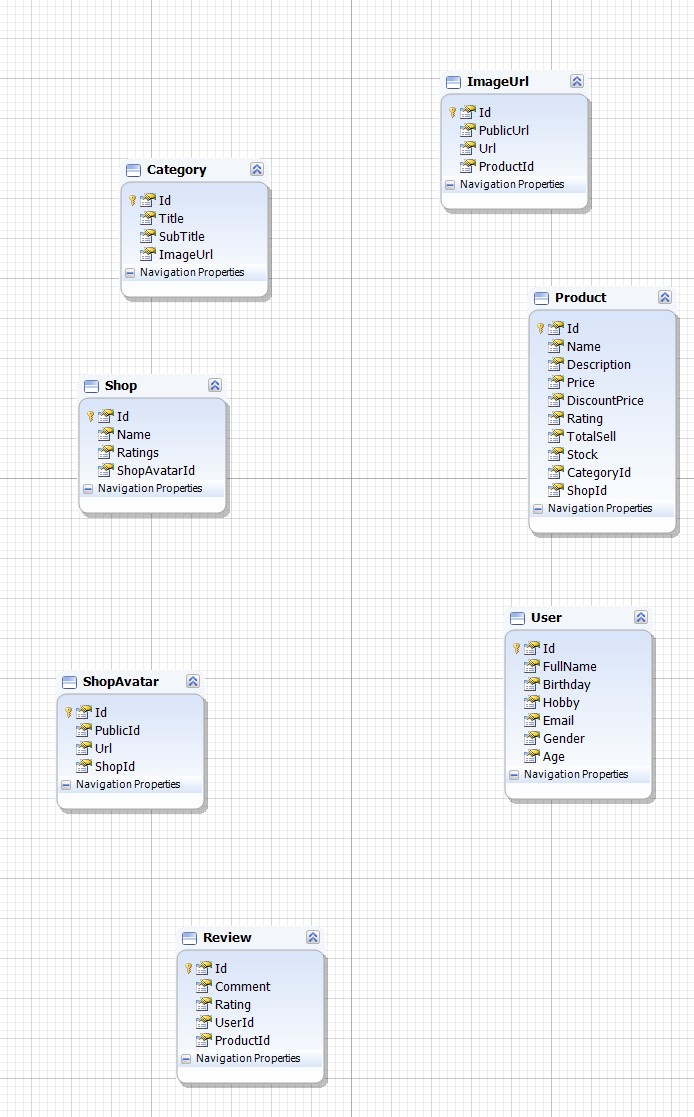 ImageUrl
Id
PublicUrl
Url
ProductId
Navigation Properties
Category
Id
Title
SubTitle
ImageUrl
Navigation Properties
Product
Id
Name
Description
Price
DiscountPrice
Rating
TotalSell
Stock
CategoryId
ShopId
Navigation Properties
Shop
Id
Name
Ratings
ShopAvatarId
Navigation Properties
User
Id
FullName
Birthday
Hobby
Email
Gender
Age
Navigation Properties
ShopAvatar
Id
PublicId
Url
ShopId
Navigation Properties
Review
Id
Comment
Rating
UserId
ProductId
Navigation Properties